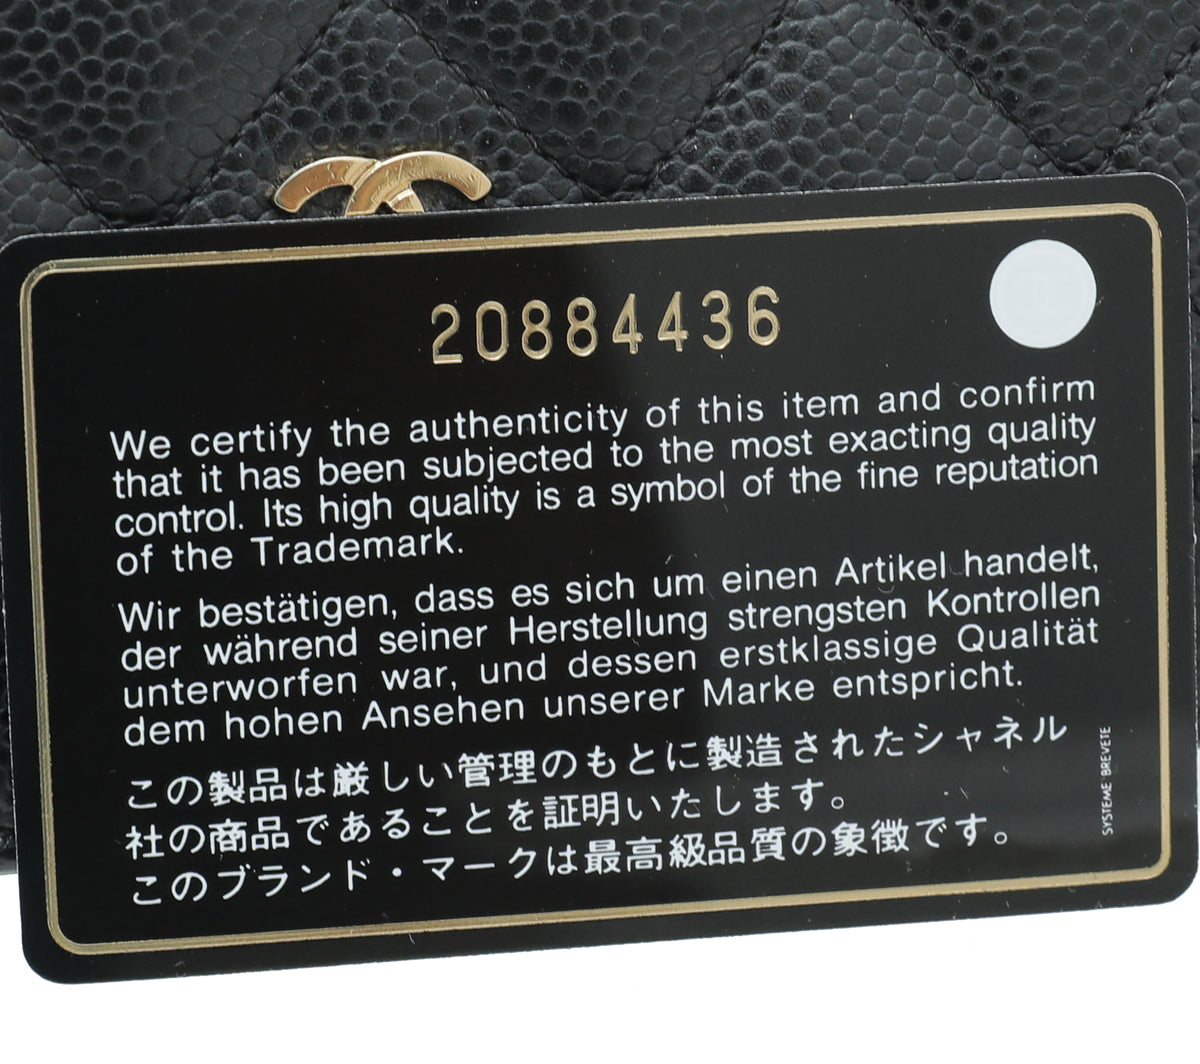 20884436
We certify the authenticity of this item and confirm
that it has been subjected to the most exacting quality
control. Its high quality is a symbol of the fine reputation
of the Trademark.
Wir bestätigen, dass es sich um einen Artikel handelt,
der während seiner Herstellung strengsten Kontrollen
unterworfen war, und dessen erstklassige Qualität
dem hohen Ansehen unserer Marke entspricht.
この製品は厳しい管理のもとに製造されたシャネル
社の商品であることを証明いたします。
このブランド・マークは最高級品質の象徴です。
SYSTEME BREVETE